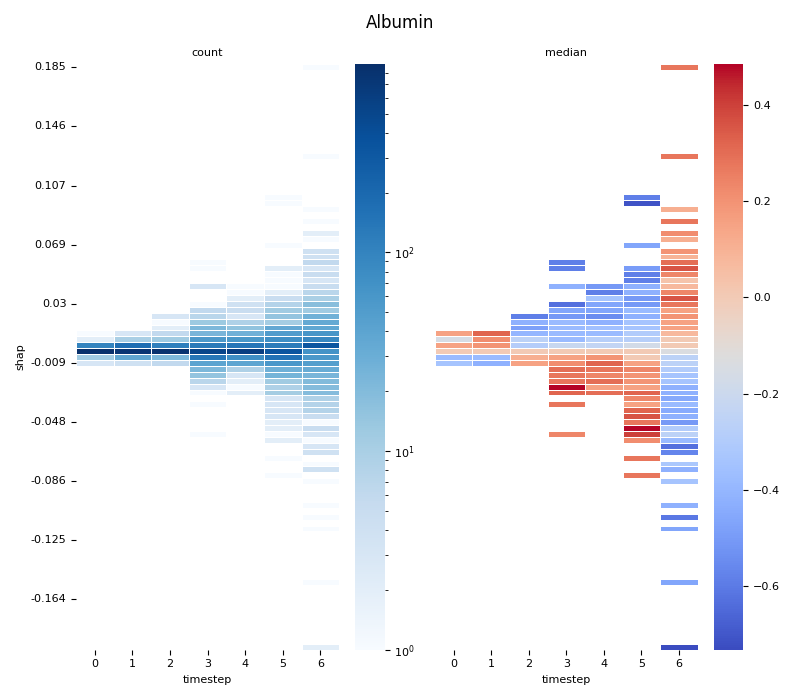 Albumin
count
median
shap
0.185
0.146
0.107
0.069
0.03
-0.009
-0.048
-0.086
-0.125
-0.164
0 1 2 3 4 5 6
timestep
10²
10¹
10⁰
0 1 2 3 4 5 6
timestep
0.4
0.2
0.0
−0.2
−0.4
−0.6